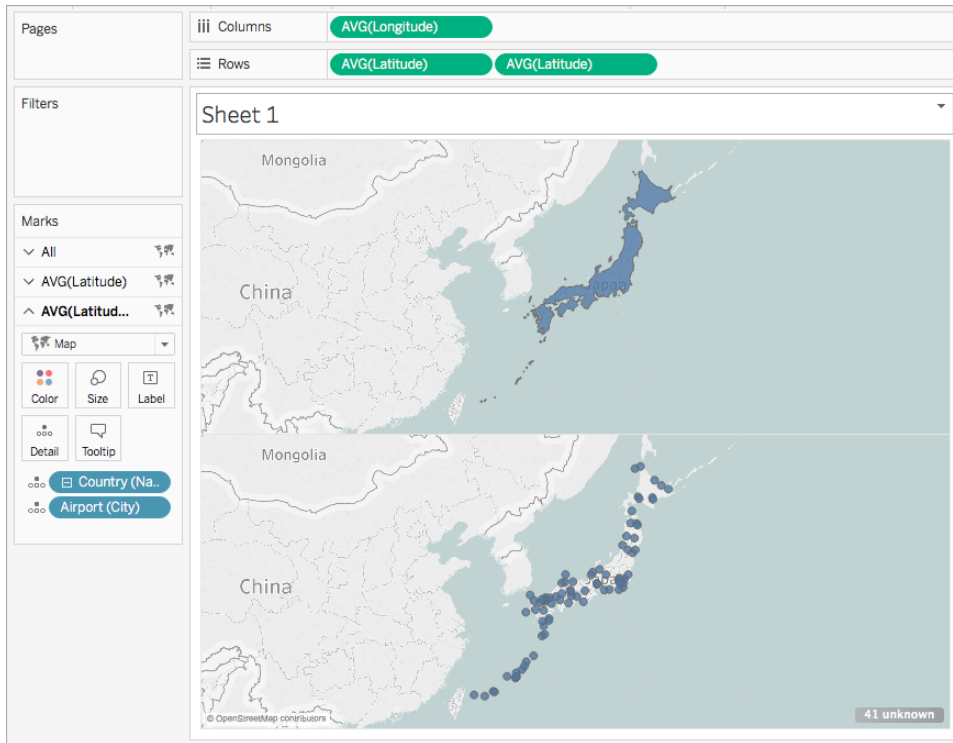 Pages
Columns
AVG(Longitude)
Rows
AVG(Latitude)
AVG(Latitude)
Filters
Sheet 1
Marks
All
AVG(Latitude)
AVG(Latitud...
Map
Color
Size
Label
Detail
Tooltip
Country (Na..
Airport (City)
Mongolia
China
Japan
Mongolia
China
Japan
© OpenStreetMap contributors
41 unknown